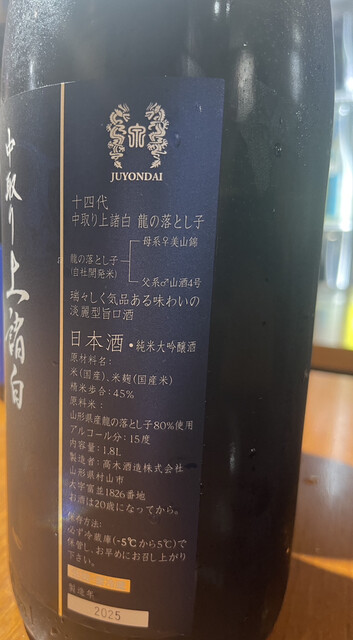 中取り上諸白
JUYONDAI
十四代
中取り上諸白 龍の落とし子
母系♀美山錦
龍の落とし子
(自社開発米)
父系♂山酒4号
瑞々しく気品ある味わいの
淡麗型旨口酒
日本酒・純米大吟醸酒
原材料名:
米(国産)、米麹(国産米)
精米歩合:45%
原料米:
山形県産龍の落とし子80%使用
アルコール分:15度
内容量:1.8L
製造者:高木酒造株式会社
山形県村山市
大字富並1826番地
お酒は20歳になってから。
保存方法:
必ず冷蔵庫(-5℃から5℃)で
保管し、お早めにお召し上がり
下さい。
製造年
2025